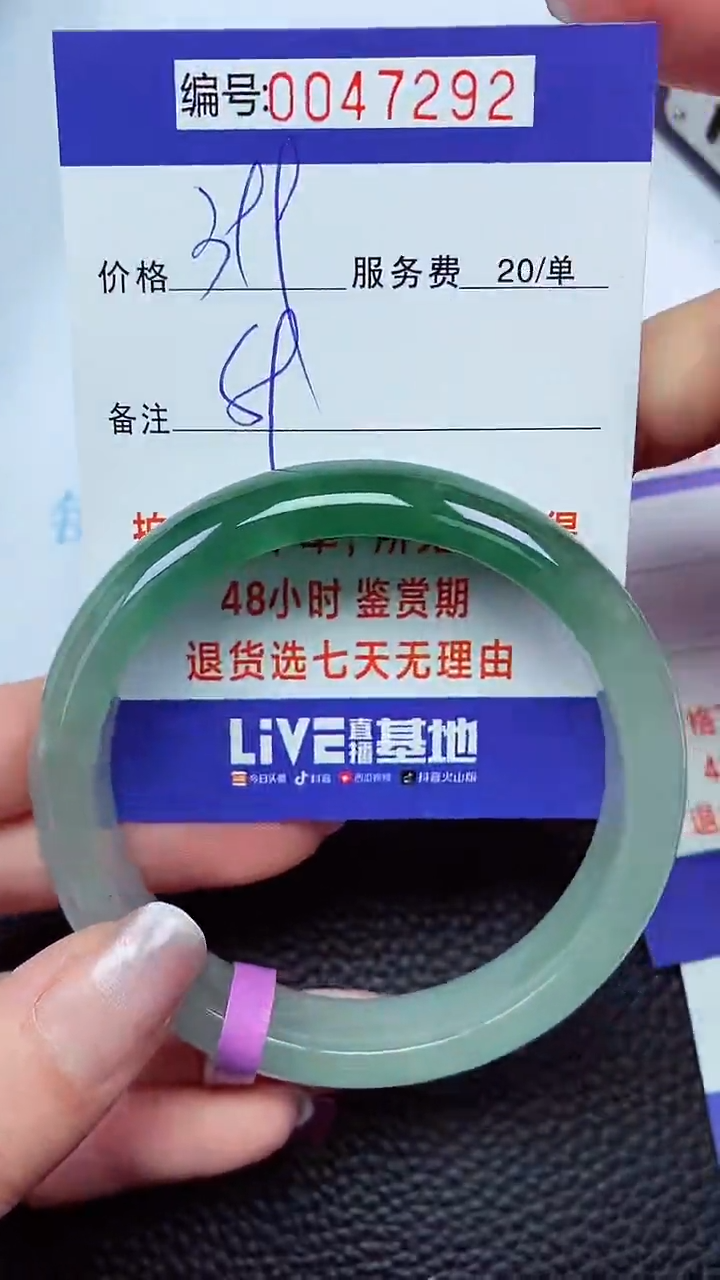 编号:0047292
价格 399 服务费 20/单
备注
48小时 鉴赏期
退货选七天无理由
LiVE直播基地
今日头条 抖音 西瓜视频 抖音火山版